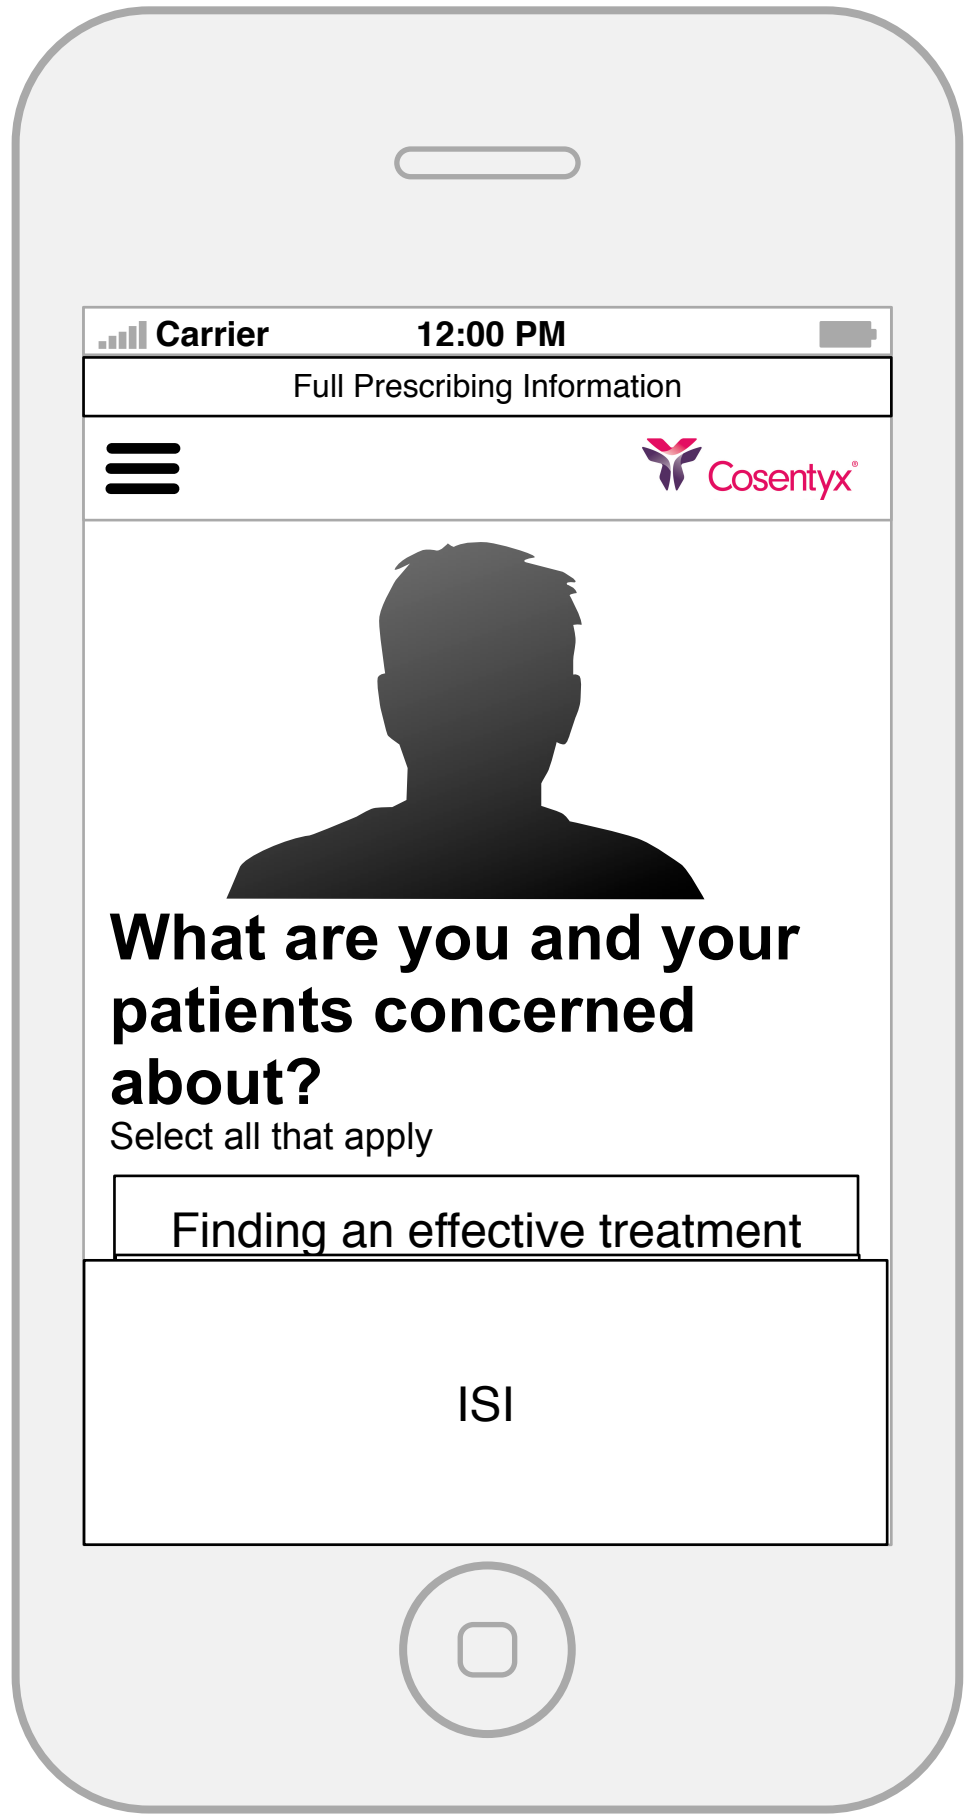 Carrier 12:00 PM
Full Prescribing Information
Cosentyx®
What are you and your
patients concerned
about?
Select all that apply
Finding an effective treatment
ISI